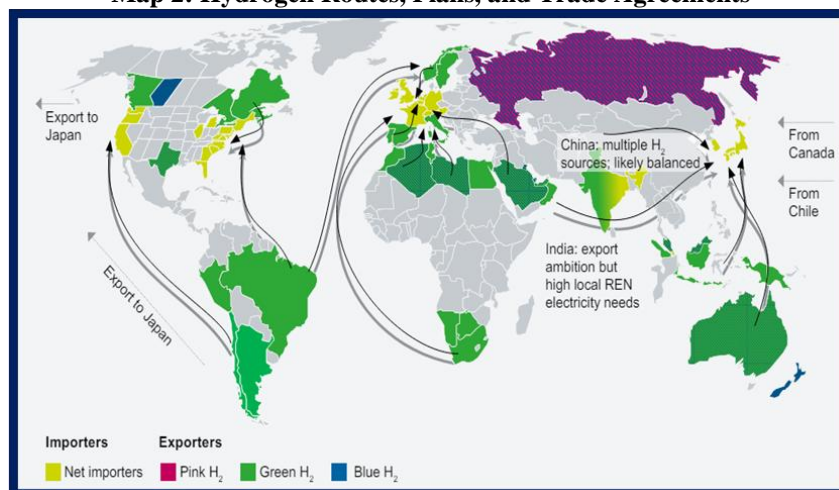 Map 2: Hydrogen Routes, Plans, and Trade Agreements
Export to
Japan
From
Canada
China: multiple H₂
sources; likely balanced
From
Chile
India: export
ambition but
high local REN
electricity needs
Export to Japan
Importers
Exporters
Net importers
Pink H₂
Green H₂
Blue H₂